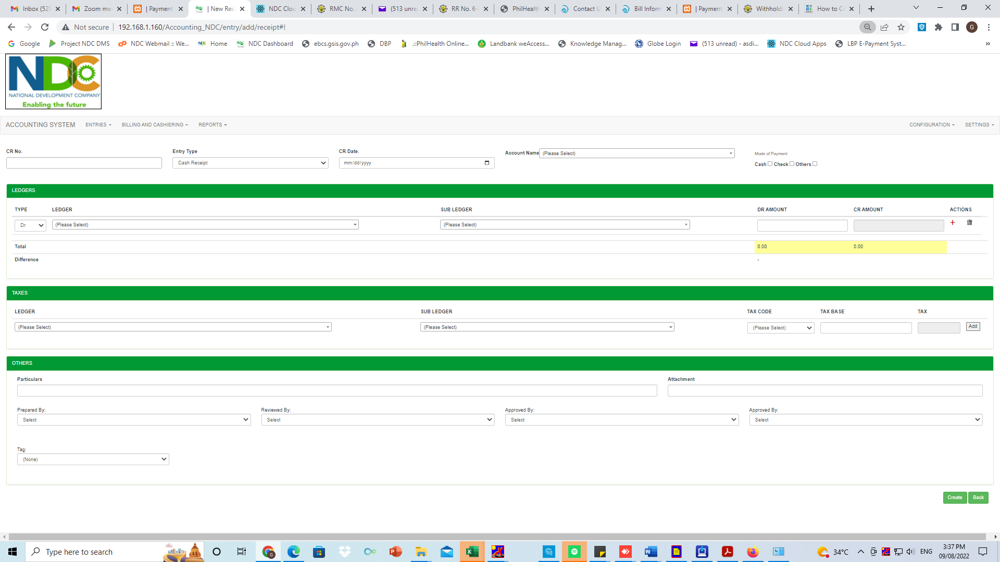 Inbox (529
Zoom me
| Payment
| New Rec
NDC Clou
RMC No.
(513 unre
RR No. 6-
PhilHealth
Contact U
Bill Inform
| Payment
Withholdi
How to Co
Not secure
192.168.1.160/Accounting_NDC/entry/add/receipt#!
G
Google
Project NDC DMS
NDC Webmail :: We...
Home
NDC Dashboard
ebcs.gsis.gov.ph
DBP
.::PhilHealth Online...
Landbank weAccess...
Knowledge Manag...
Globe Login
(513 unread) - asdi...
NDC Cloud Apps
LBP E-Payment Syst...
»
NDC
NATIONAL DEVELOPMENT COMPANY
Enabling the future
ACCOUNTING SYSTEM
ENTRIES
BILLING AND CASHIERING
REPORTS
CONFIGURATION
SETTINGS
CR No.
Entry Type
Cash Receipt
CR Date.
mm/dd/yyyy
Account Name
(Please Select)
Mode of Payment
Cash Check Others
LEDGERS
TYPE LEDGER SUB LEDGER DR AMOUNT CR AMOUNT ACTIONS
Dr (Please Select) (Please Select) +
Total 0.00 0.00
Difference -
TAXES
LEDGER SUB LEDGER TAX CODE TAX BASE TAX
(Please Select) (Please Select) (Please Select) Add
OTHERS
Particulars Attachment
Prepared By: Reviewed By: Approved By: Approved By:
Select Select Select Select
Tag:
(None)
Create Back
Type here to search
34°C
ENG
3:37 PM
09/08/2022